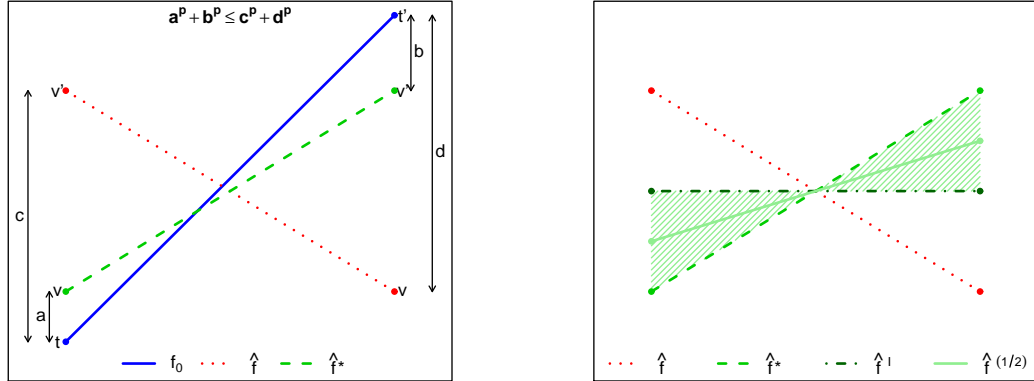 a^p + b^p ≤ c^p + d^p
t'
b
v'
v'
d
c
v
v
a
t
f_0
f̂
f̂*
f̂
f̂*
f̂ I
f̂ (1/2)